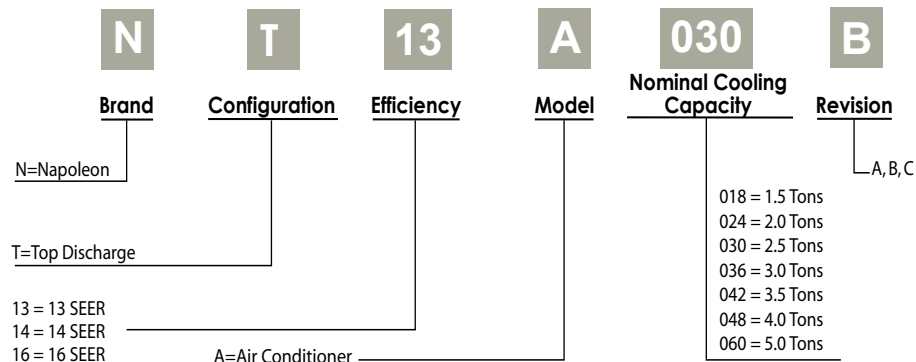 N T 13 A 030 B
Brand Configuration Efficiency Model Nominal Cooling Capacity Revision
N=Napoleon
A, B, C
T=Top Discharge
13 = 13 SEER
14 = 14 SEER
16 = 16 SEER
A=Air Conditioner
018 = 1.5 Tons
024 = 2.0 Tons
030 = 2.5 Tons
036 = 3.0 Tons
042 = 3.5 Tons
048 = 4.0 Tons
060 = 5.0 Tons